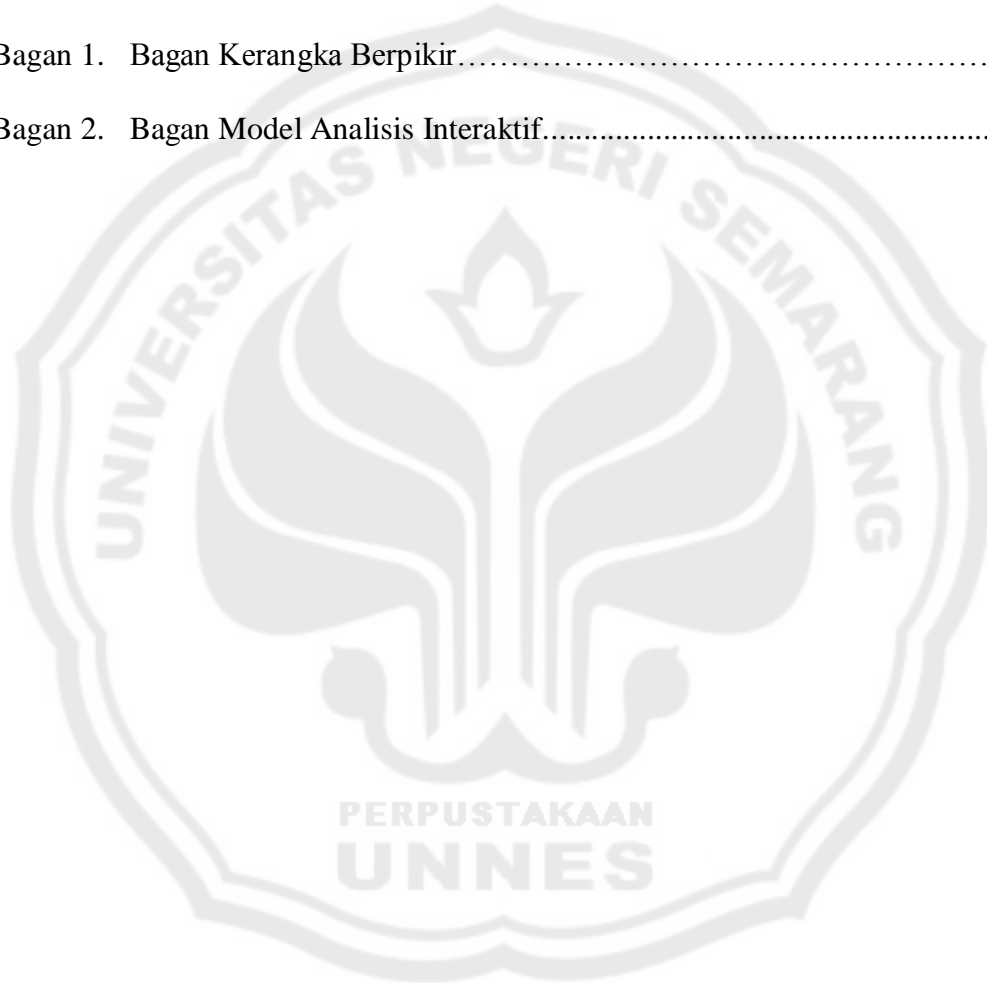 Bagan 1. Bagan Kerangka Berpikir……………………………………………
Bagan 2. Bagan Model Analisis Interaktif........................................................
UNIVERSITAS NEGERI SEMARANG
PERPUSTAKAAN
UNNES